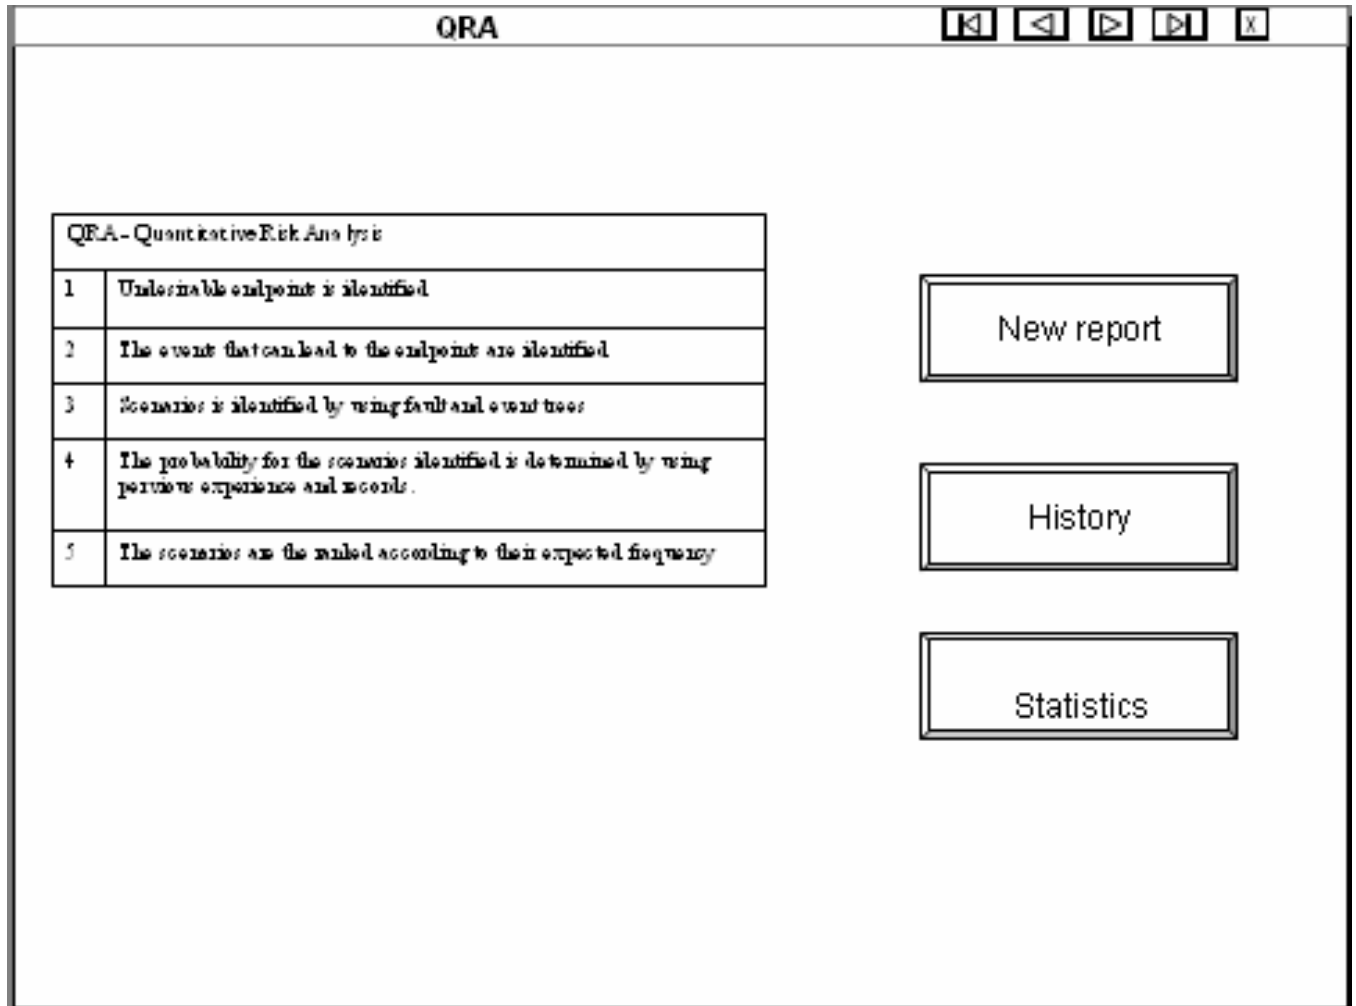 QRA
X
QRA - Quantitative Risk Analysis
1 Undesirable endpoints is identified
2 The events that can lead to the endpoints are identified
3 Scenarios is identified by using fault and event trees
4 The probability for the scenarios identified is determined by using
pervious experience and records.
5 The scenarios are the ranked according to their expected frequency
New report
History
Statistics